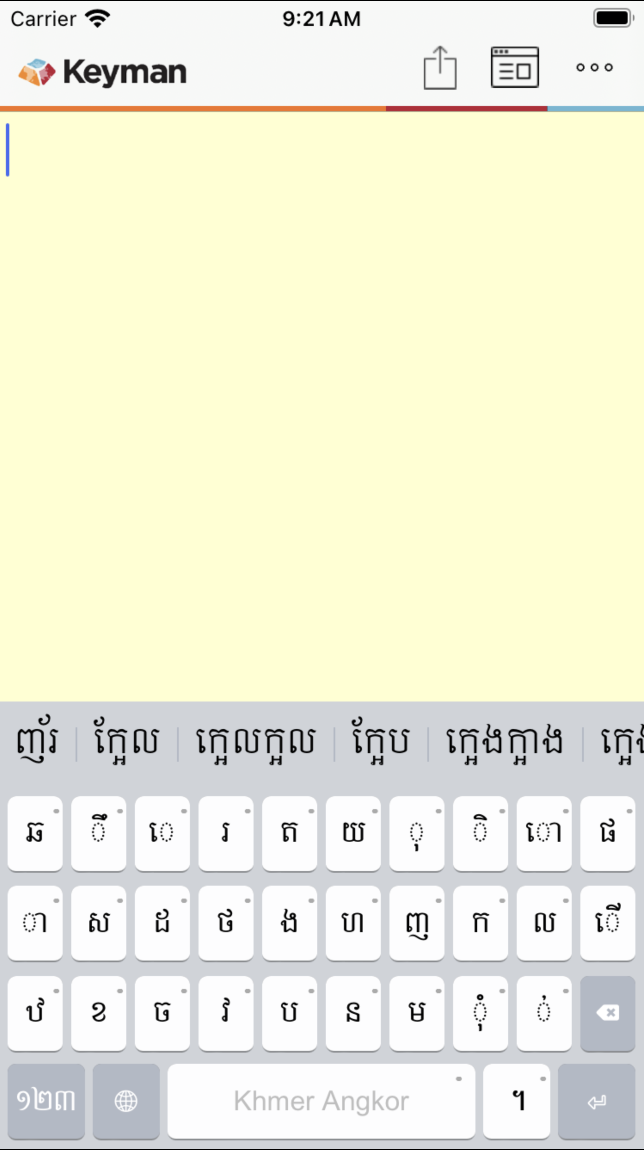 Carrier 9:21 AM
Keyman
ញ័រ ក្អែល ក្អេលក្អួល ក្អែប ក្អេងក្អាង
ឆ ឹ េ រ ត យ ុ ិ ោ ផ
ា ស ដ ថ ង ហ ញ ក ល ើ
ឋ ខ ច វ ប ន ម ុំ ់
១២៣ Khmer Angkor ។